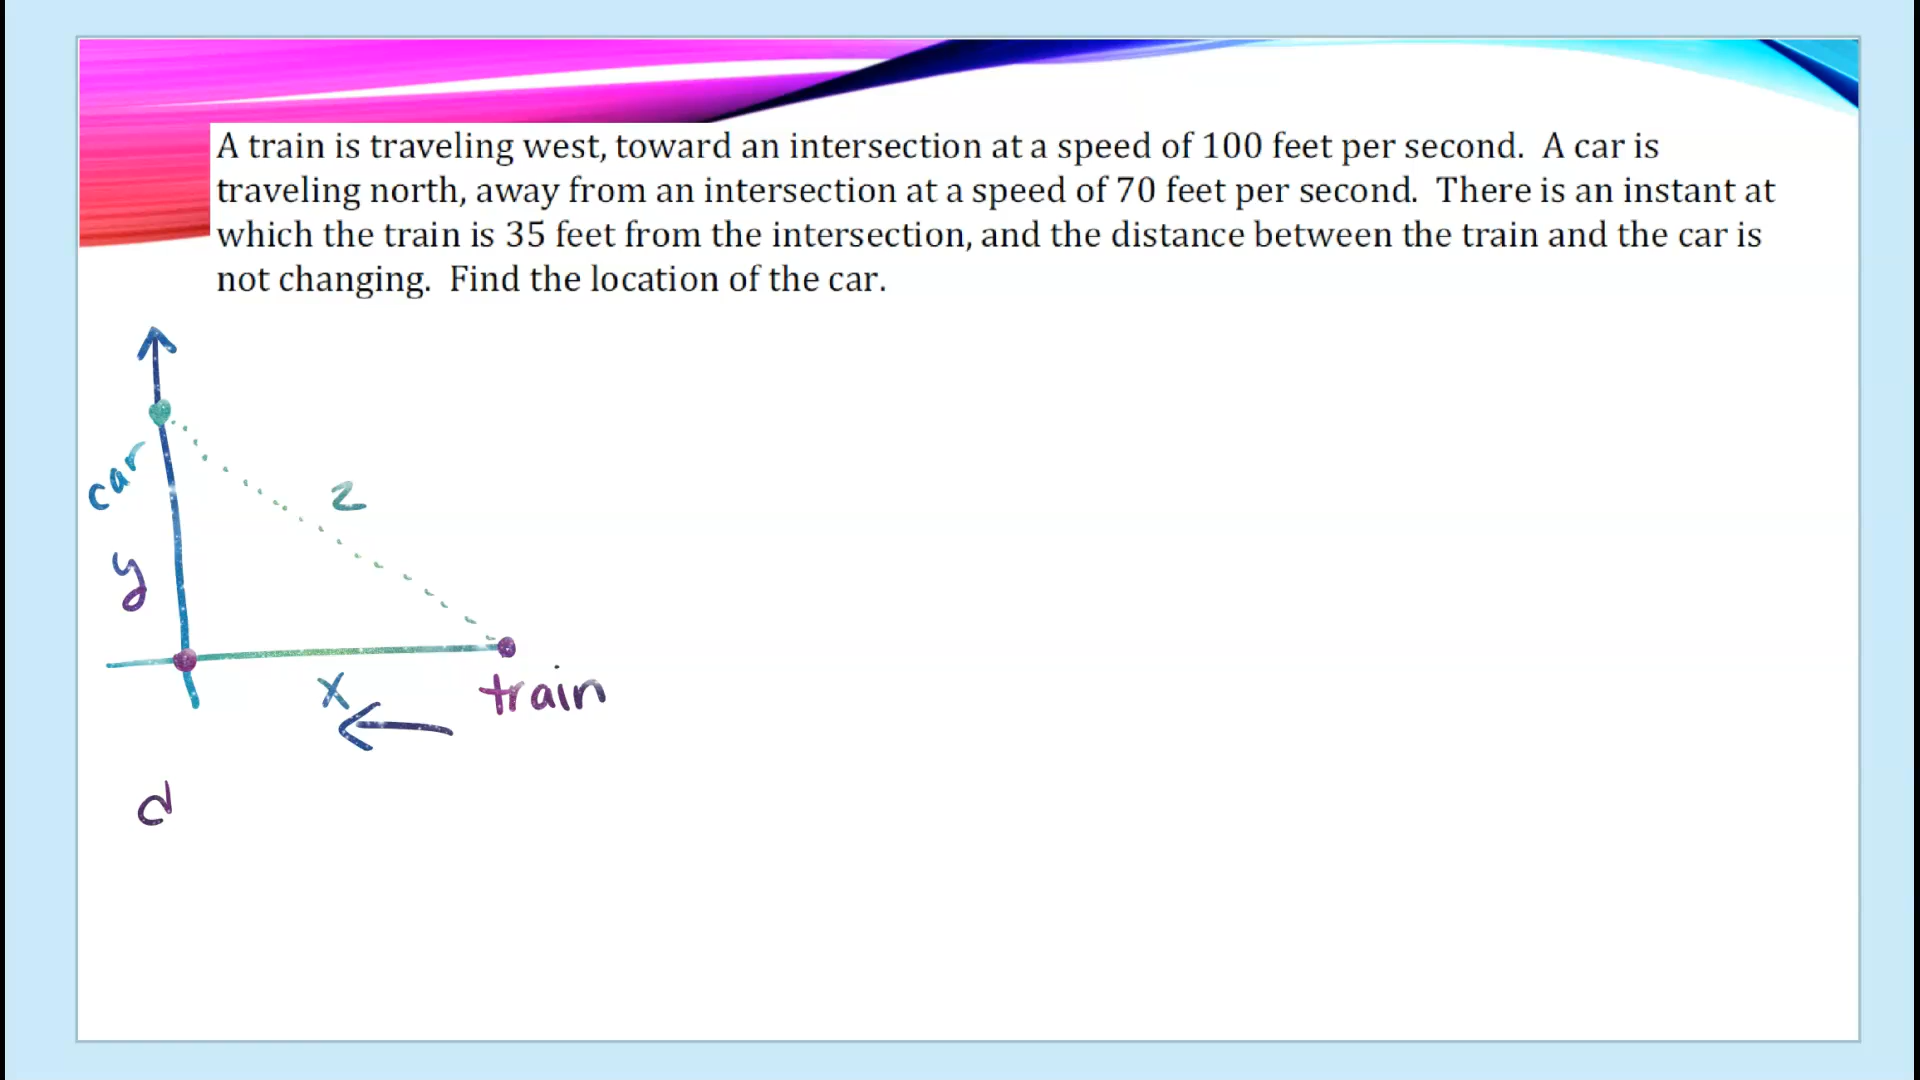 A train is traveling west, toward an intersection at a speed of 100 feet per second. A car is
traveling north, away from an intersection at a speed of 70 feet per second. There is an instant at
which the train is 35 feet from the intersection, and the distance between the train and the car is
not changing. Find the location of the car.
car
z
y
x
train
d